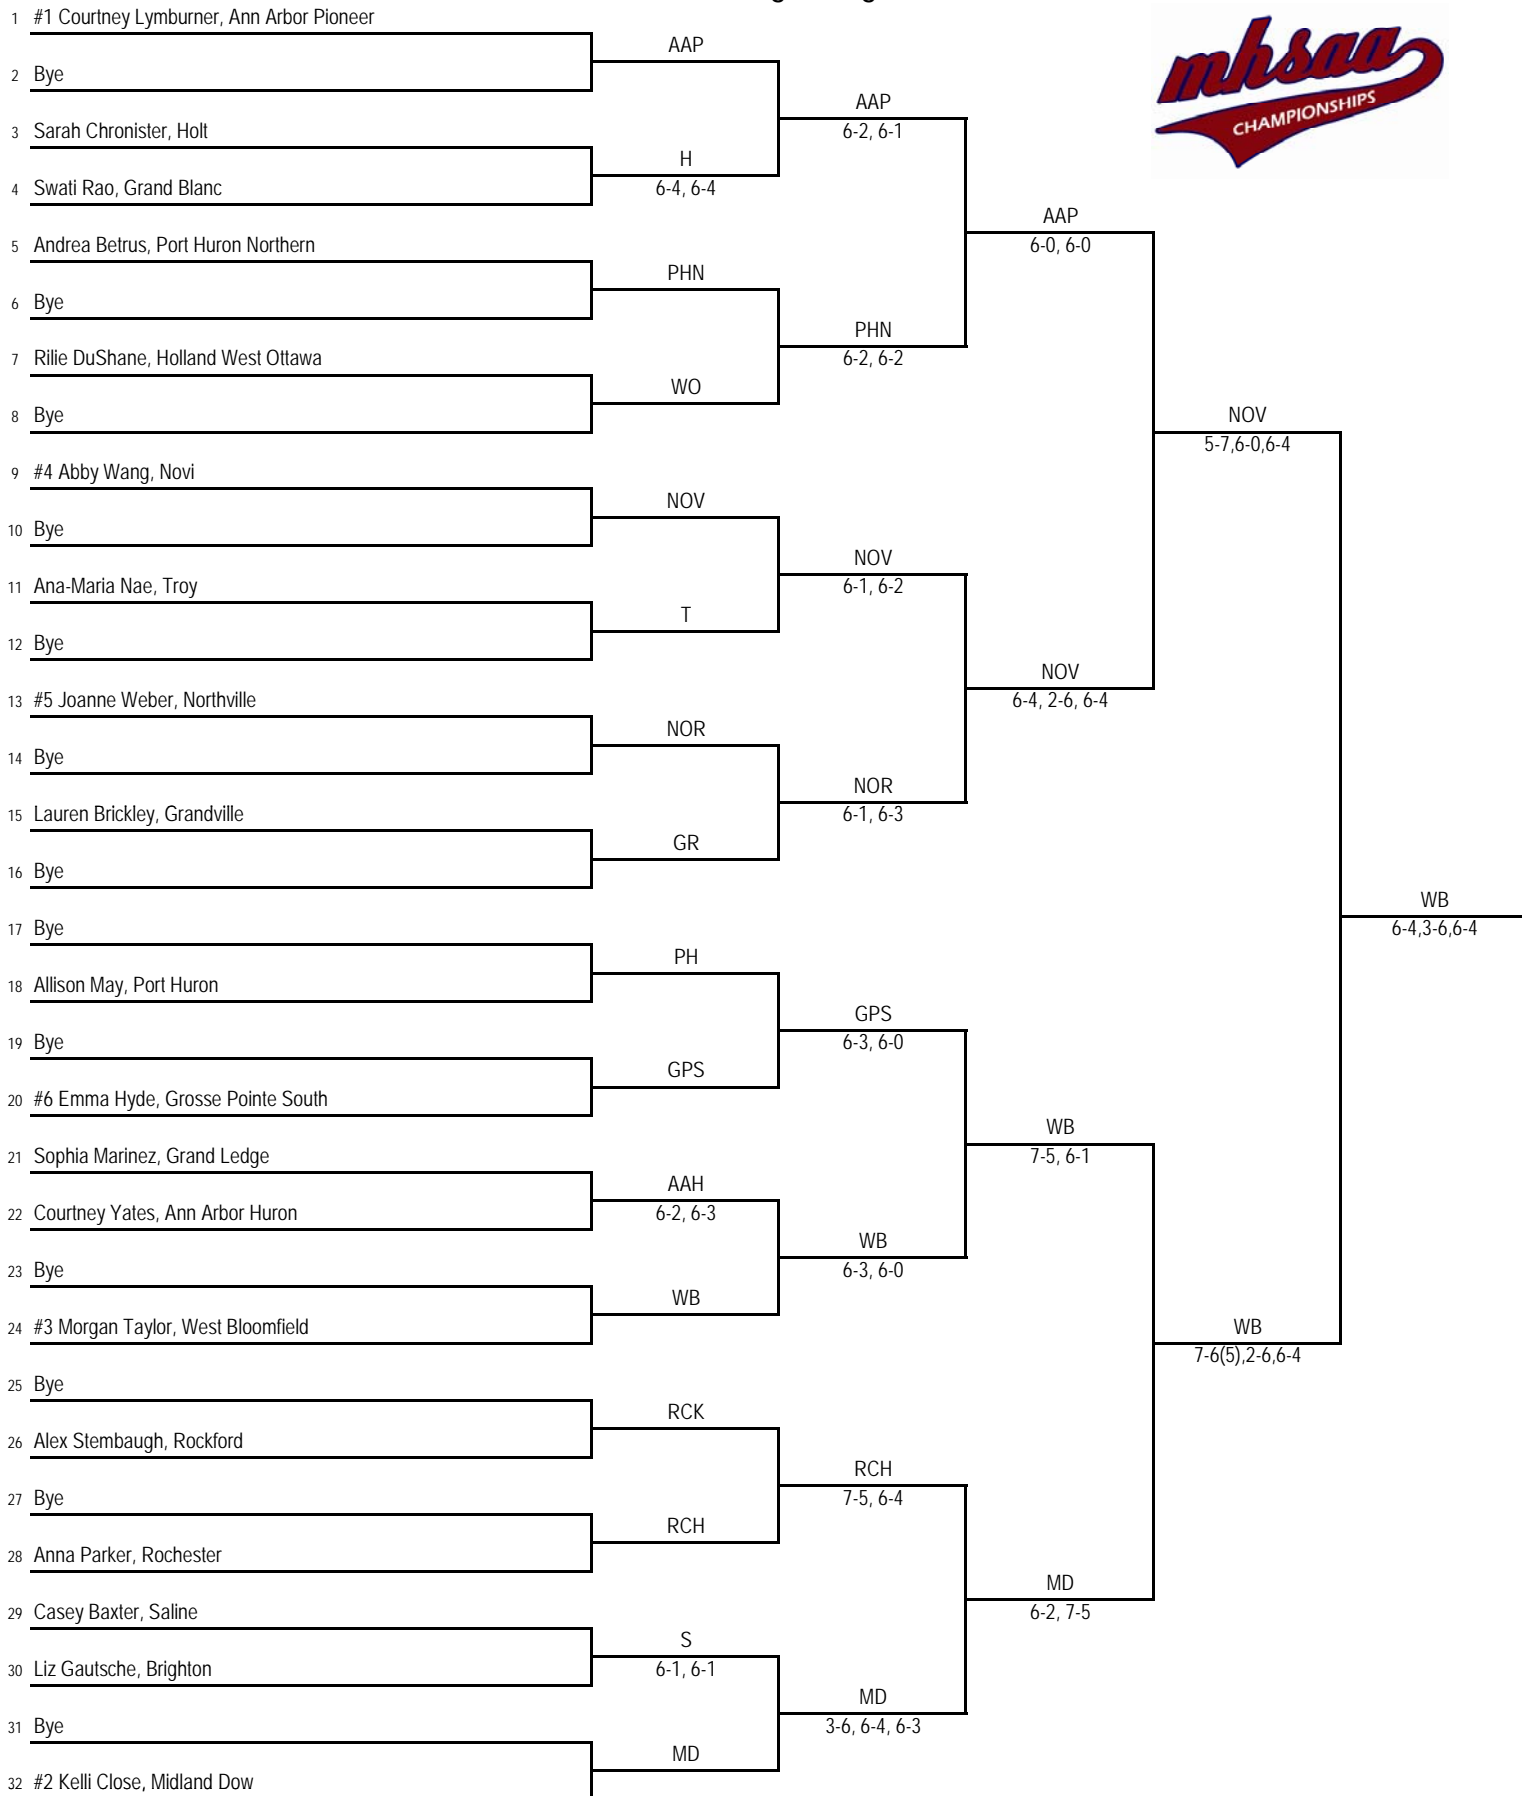 1 #1 Courtney Lymburner, Ann Arbor Pioneer
2 Bye
3 Sarah Chronister, Holt
4 Swati Rao, Grand Blanc
5 Andrea Betrus, Port Huron Northern
6 Bye
7 Rilie DuShane, Holland West Ottawa
8 Bye
9 #4 Abby Wang, Novi
10 Bye
11 Ana-Maria Nae, Troy
12 Bye
13 #5 Joanne Weber, Northville
14 Bye
15 Lauren Brickley, Grandville
16 Bye
17 Bye
18 Allison May, Port Huron
19 Bye
20 #6 Emma Hyde, Grosse Pointe South
21 Sophia Marinez, Grand Ledge
22 Courtney Yates, Ann Arbor Huron
23 Bye
24 #3 Morgan Taylor, West Bloomfield
25 Bye
26 Alex Stembaugh, Rockford
27 Bye
28 Anna Parker, Rochester
29 Casey Baxter, Saline
30 Liz Gautsche, Brighton
31 Bye
32 #2 Kelli Close, Midland Dow
AAP
H
6-4, 6-4
PHN
WO
NOV
T
NOR
GR
PH
GPS
AAH
6-2, 6-3
WB
RCK
RCH
S
6-1, 6-1
MD
AAP
6-2, 6-1
PHN
6-2, 6-2
NOV
6-1, 6-2
NOR
6-1, 6-3
GPS
6-3, 6-0
WB
6-3, 6-0
RCH
7-5, 6-4
MD
3-6, 6-4, 6-3
AAP
6-0, 6-0
NOV
6-4, 2-6, 6-4
WB
7-5, 6-1
MD
6-2, 7-5
NOV
5-7,6-0,6-4
WB
7-6(5),2-6,6-4
WB
6-4,3-6,6-4
mhsaa
CHAMPIONSHIPS